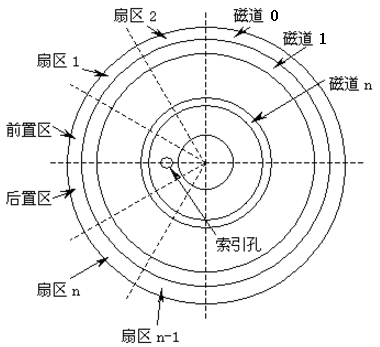 扇区 2
磁道 0
磁道 1
扇区 1
磁道 n
前置区
后置区
索引孔
扇区 n
扇区 n-1